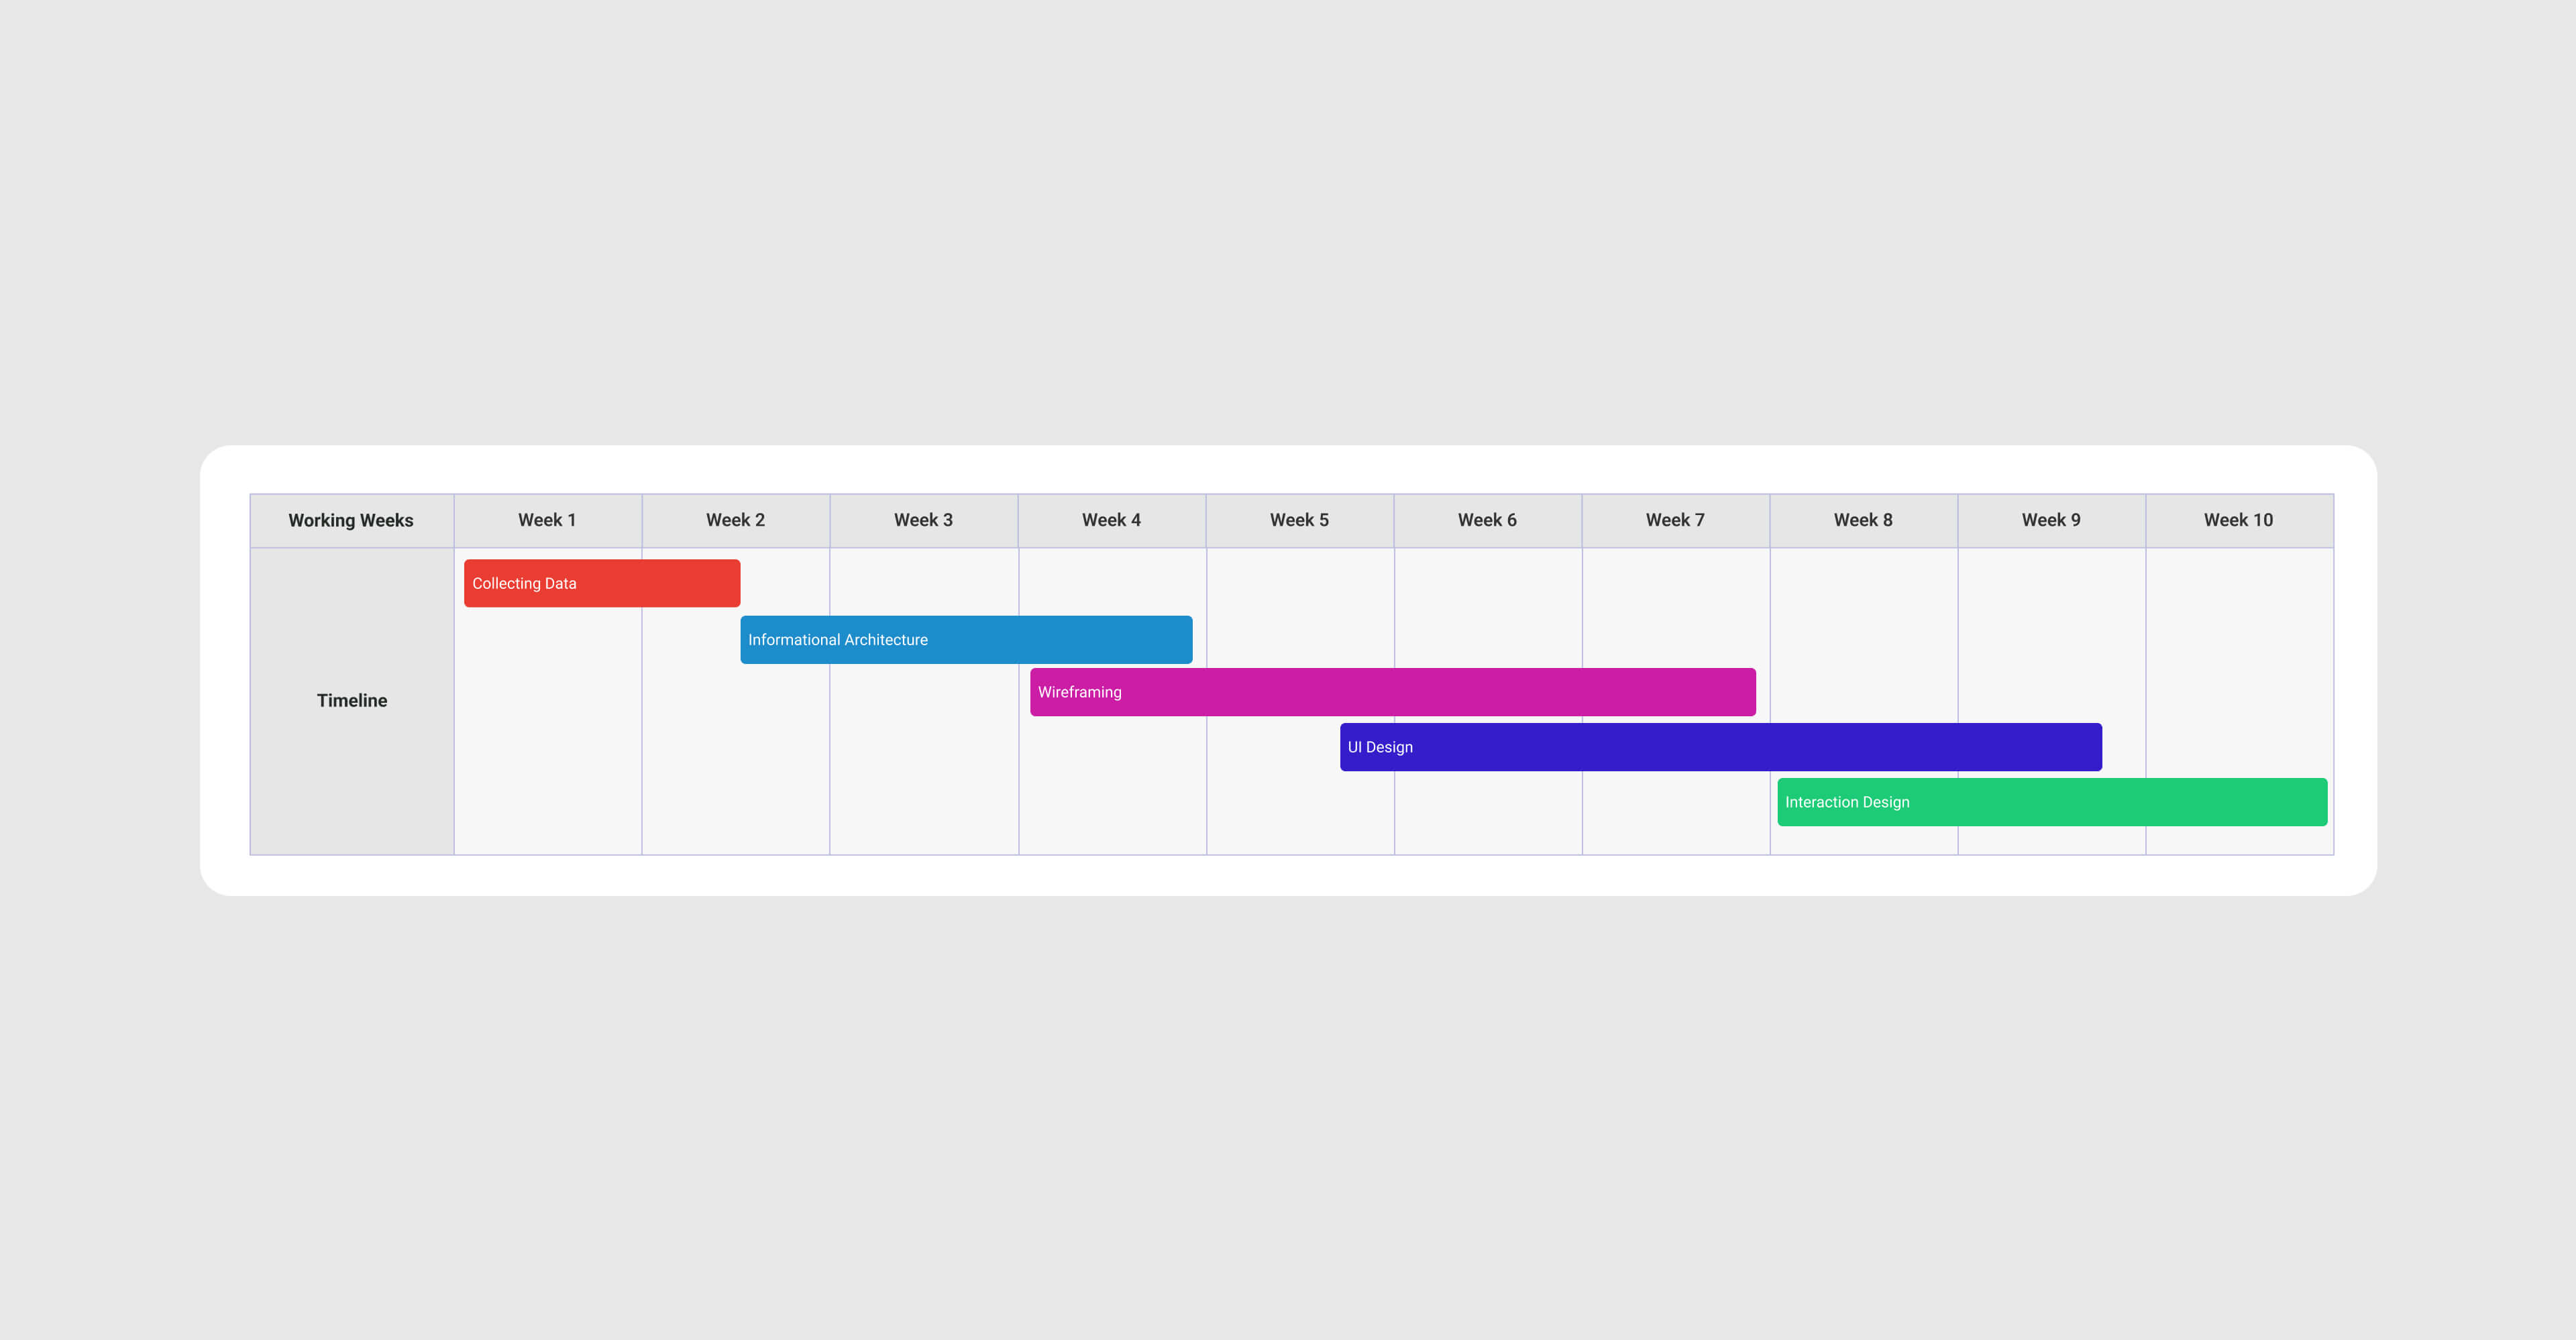 Working Weeks
Week 1
Week 2
Week 3
Week 4
Week 5
Week 6
Week 7
Week 8
Week 9
Week 10
Timeline
Collecting Data
Informational Architecture
Wireframing
UI Design
Interaction Design